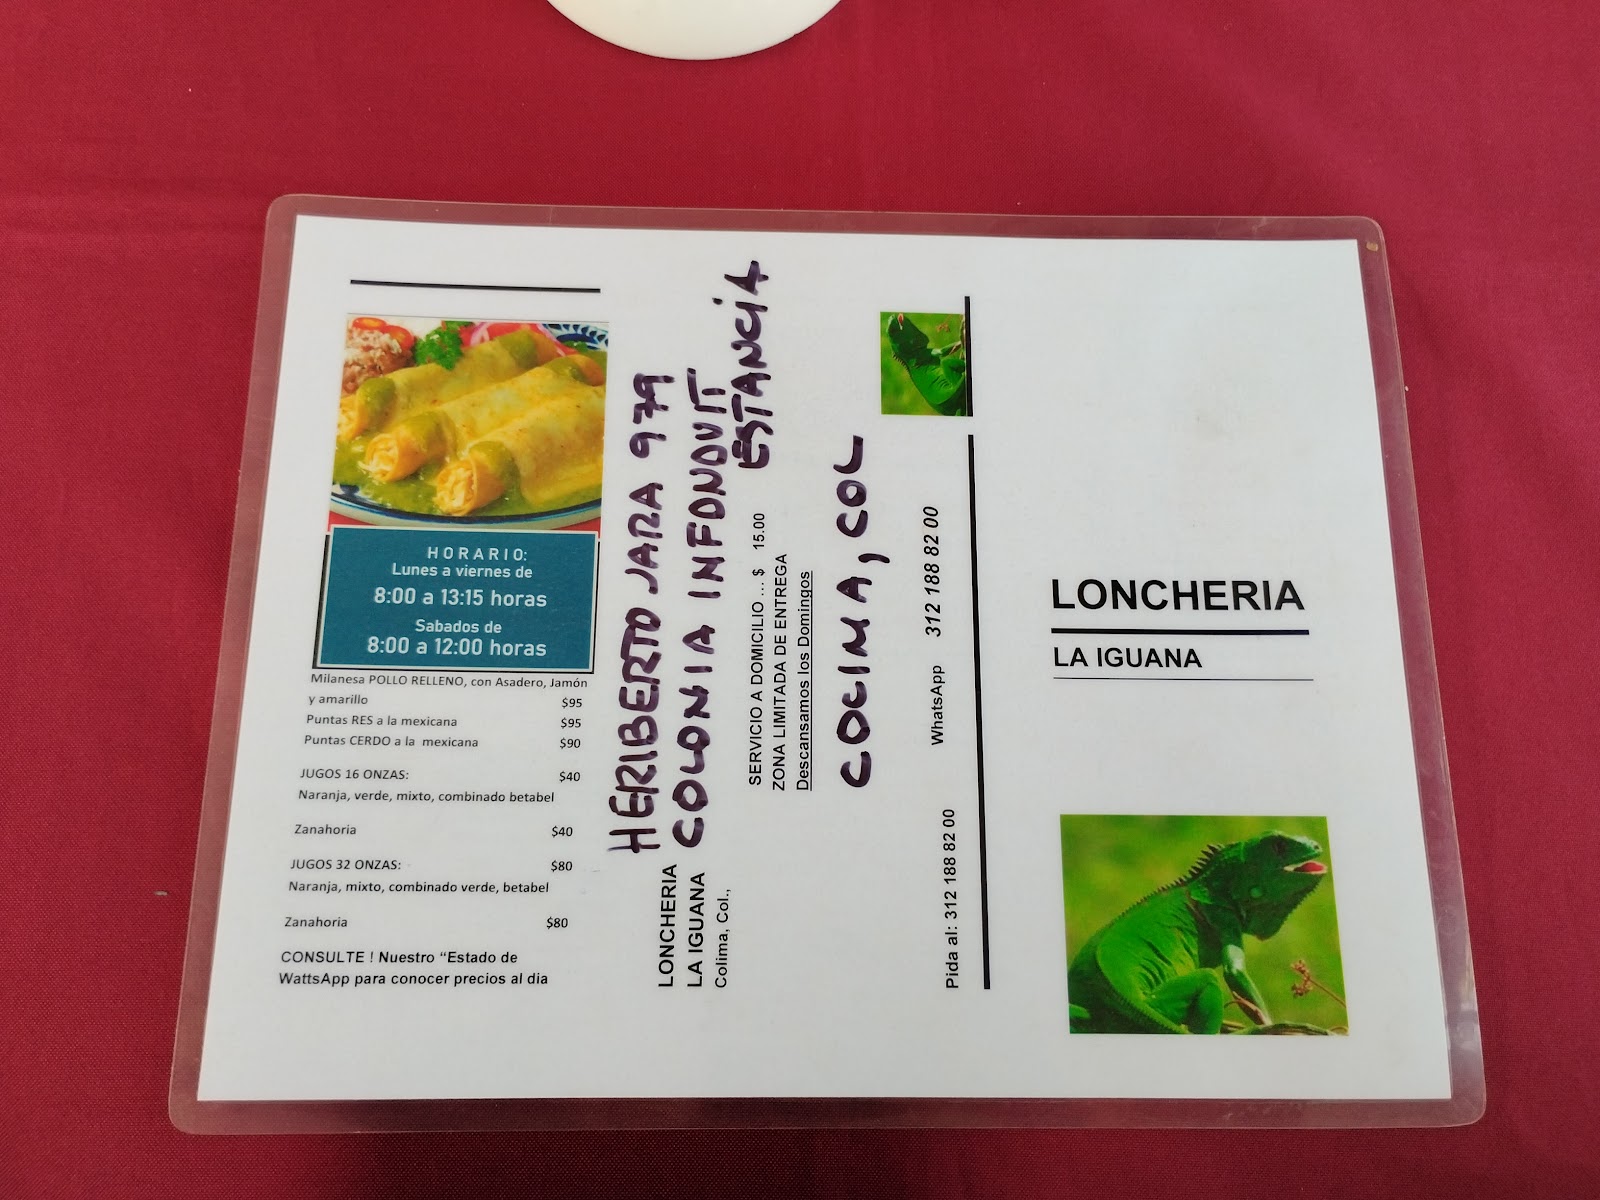 HORARIO:
Lunes a viernes de
8:00 a 13:15 horas
Sabados de
8:00 a 12:00 horas
Milanesa POLLO RELLENO, con Asadero, Jamón
y amarillo $95
Puntas RES a la mexicana $95
Puntas CERDO a la mexicana $90
JUGOS 16 ONZAS: $40
Naranja, verde, mixto, combinado betabel
Zanahoria $40
JUGOS 32 ONZAS: $80
Naranja, mixto, combinado verde, betabel
Zanahoria $80
CONSULTE ! Nuestro “Estado de
WattsApp para conocer precios al dia
HERIBERTO JARA 979
COLONIA INFONOVIT
ESTANCIA
LONCHERIA
LA IGUANA
Colima, Col.,
SERVICIO A DOMICILIO ... $ 15.00
ZONA LIMITADA DE ENTREGA
Descansamos los Domingos
COLIMA, COL
WhatsApp 312 188 82 00
Pida al: 312 188 82 00
LONCHERIA
LA IGUANA